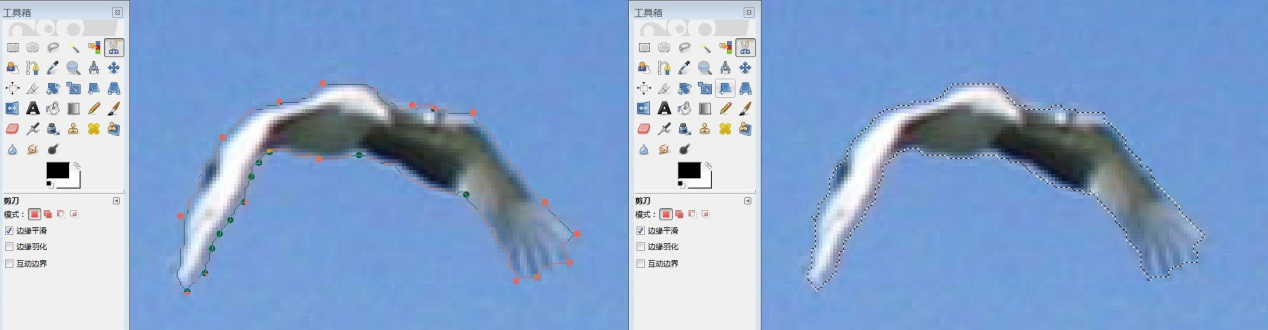 工具箱
剪刀
模式：
边缘平滑
边缘羽化
互动边界
工具箱
剪刀
模式：
边缘平滑
边缘羽化
互动边界